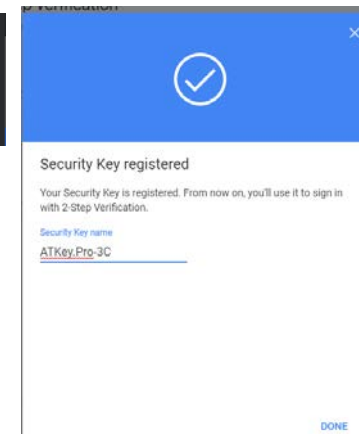 p verification
Security Key registered
Your Security Key is registered. From now on, you'll use it to sign in
with 2-Step Verification.
Security Key name
ATKey.Pro-3C
DONE